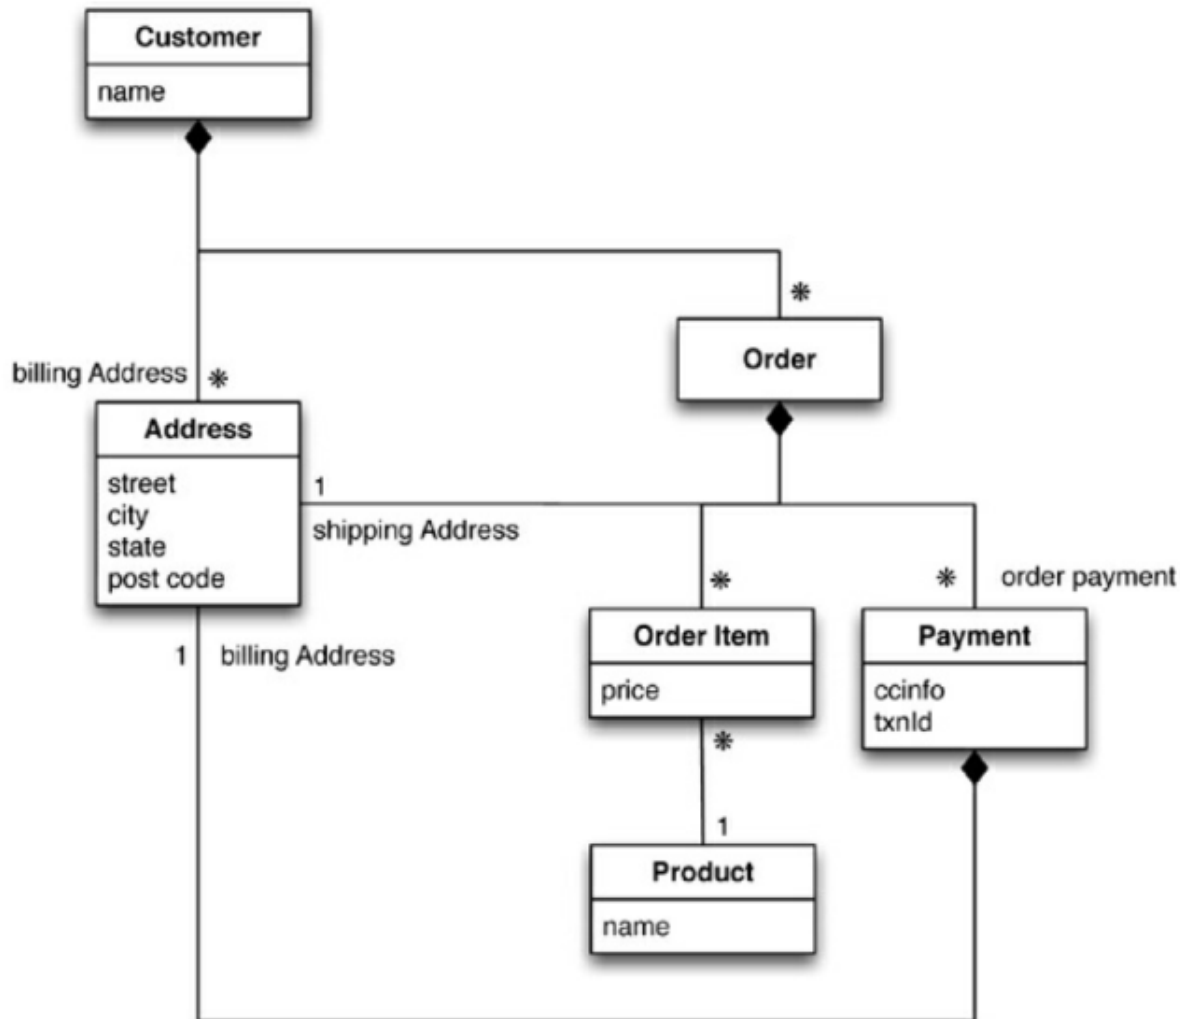 Customer
name
*
Order
billing Address *
Address
street
city
state
post code
1
shipping Address
*
* order payment
Order Item
price
Payment
ccinfo
txnId
1 billing Address
*
1
Product
name